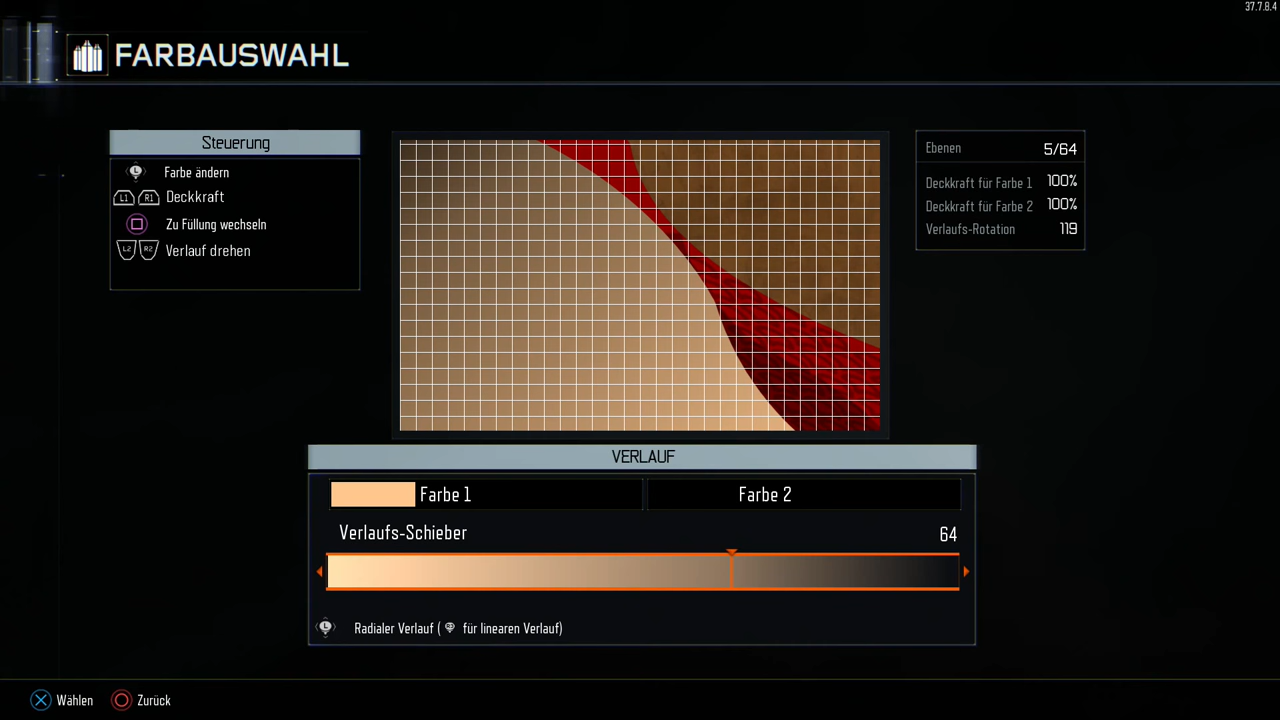 37.7.8.4
FARBAUSWAHL
Steuerung
L Farbe ändern
L1 R1 Deckkraft
Zu Füllung wechseln
L2 R2 Verlauf drehen
Ebenen 5/64
Deckkraft für Farbe 1 100%
Deckkraft für Farbe 2 100%
Verlaufs-Rotation 119
VERLAUF
Farbe 1 Farbe 2
Verlaufs-Schieber 64
L Radialer Verlauf ( für linearen Verlauf)
Wählen Zurück